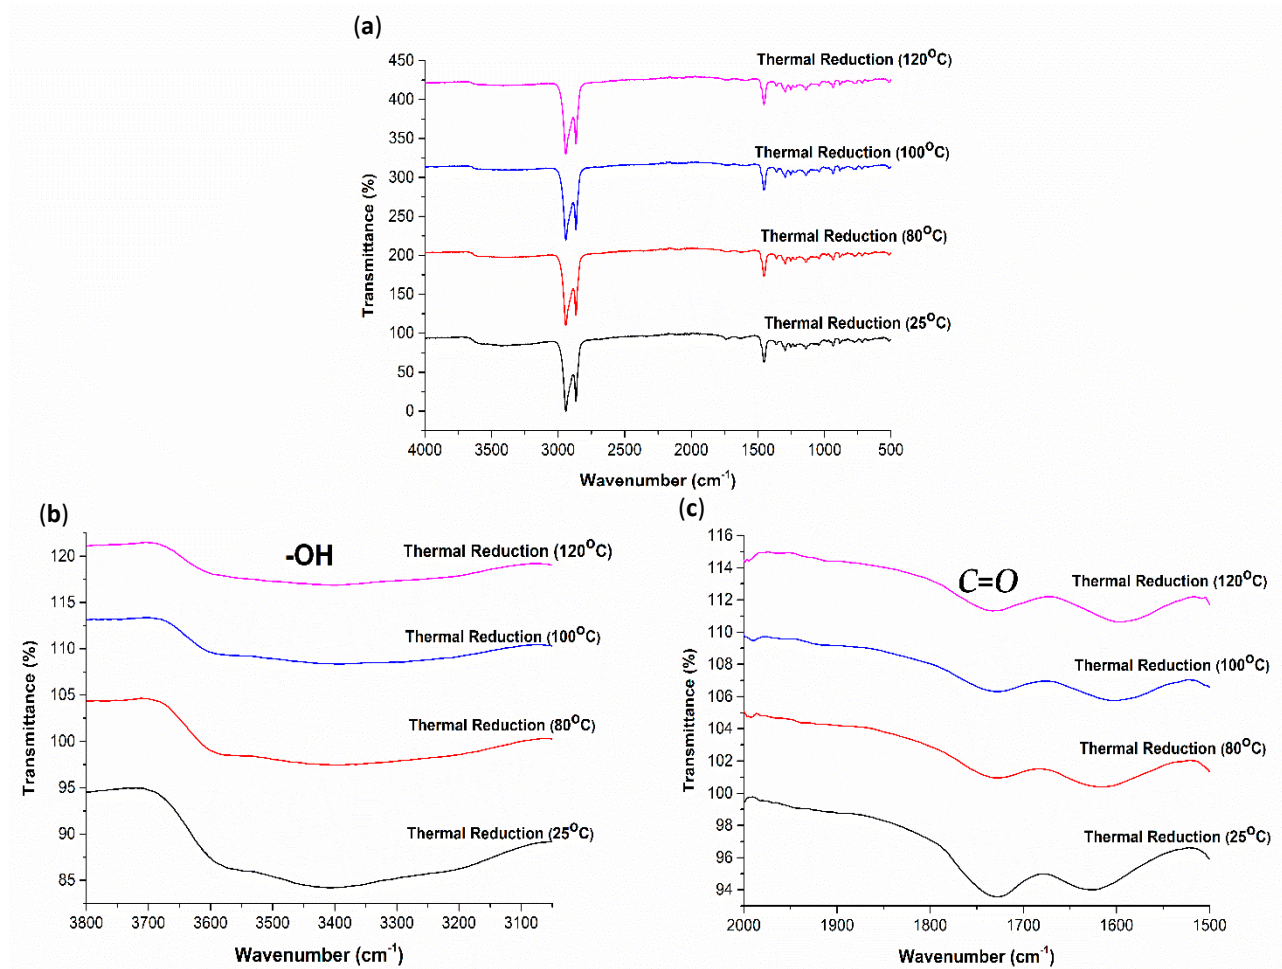 (a)
Thermal Reduction (120°C)
Thermal Reduction (100°C)
Thermal Reduction (80°C)
Thermal Reduction (25°C)
450
400
350
300
250
200
150
100
50
0
Transmittance (%)
4000 3500 3000 2500 2000 1500 1000 500
Wavenumber (cm⁻¹)
(b)
-OH
Thermal Reduction (120°C)
Thermal Reduction (100°C)
Thermal Reduction (80°C)
Thermal Reduction (25°C)
120
115
110
105
100
95
90
85
Transmittance (%)
3800 3700 3600 3500 3400 3300 3200 3100
Wavenumber (cm⁻¹)
(c)
C=O
Thermal Reduction (120°C)
Thermal Reduction (100°C)
Thermal Reduction (80°C)
Thermal Reduction (25°C)
116
114
112
110
108
106
104
102
100
98
96
94
Transmittance (%)
2000 1900 1800 1700 1600 1500
Wavenumber (cm⁻¹)